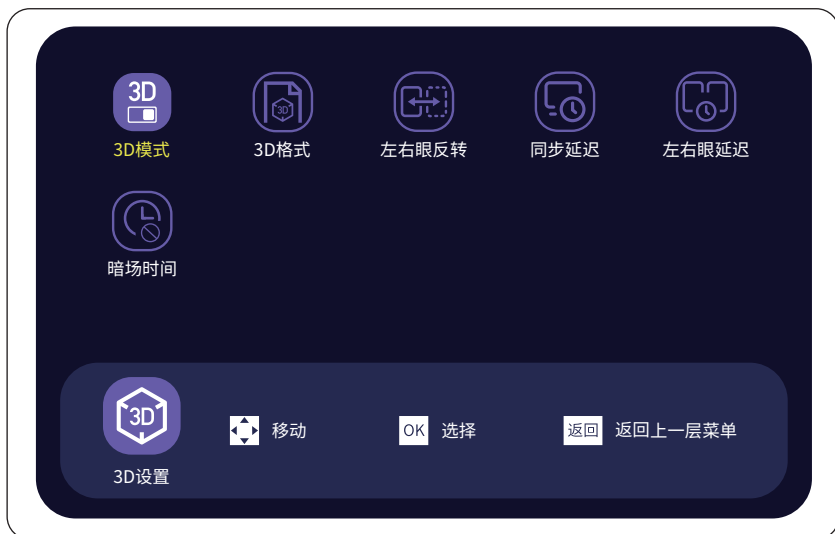 3D
3D模式
3D
3D格式
左右眼反转
同步延迟
左右眼延迟
暗场时间
3D
3D设置
移动
OK 选择
返回 返回上一层菜单